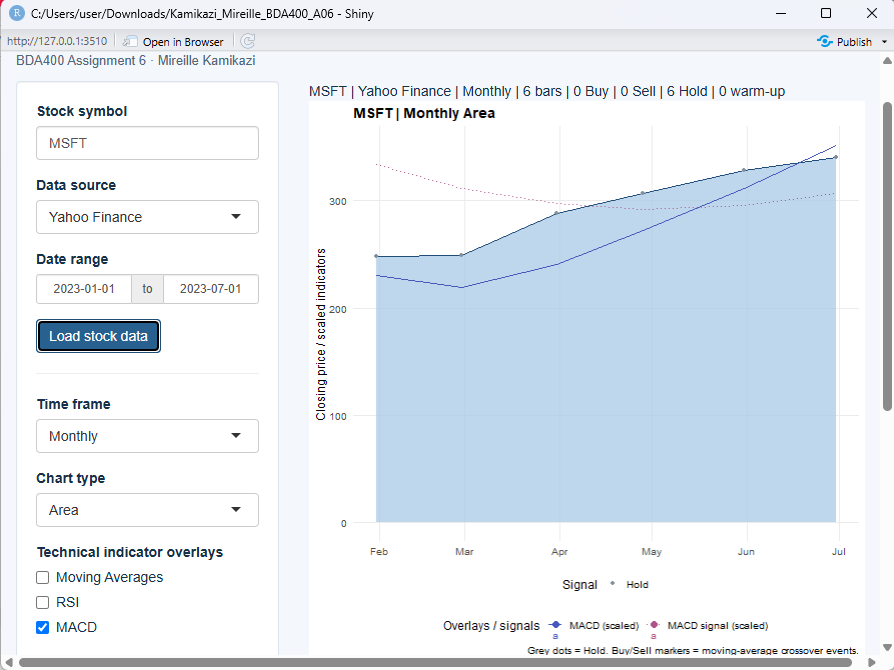 C:/Users/user/Downloads/Kamikazi_Mireille_BDA400_A06 - Shiny
http://127.0.0.1:3510
Open in Browser
Publish
BDA400 Assignment 6 · Mireille Kamikazi
Stock symbol
MSFT
Data source
Yahoo Finance
Date range
2023-01-01 to 2023-07-01
Load stock data
Time frame
Monthly
Chart type
Area
Technical indicator overlays
Moving Averages
RSI
MACD
MSFT | Yahoo Finance | Monthly | 6 bars | 0 Buy | 0 Sell | 6 Hold | 0 warm-up
MSFT | Monthly Area
Closing price / scaled indicators
300
200
100
0
Feb Mar Apr May Jun Jul
Signal Hold
Overlays / signals a MACD (scaled) a MACD signal (scaled)
Grey dots = Hold. Buy/Sell markers = moving-average crossover events.